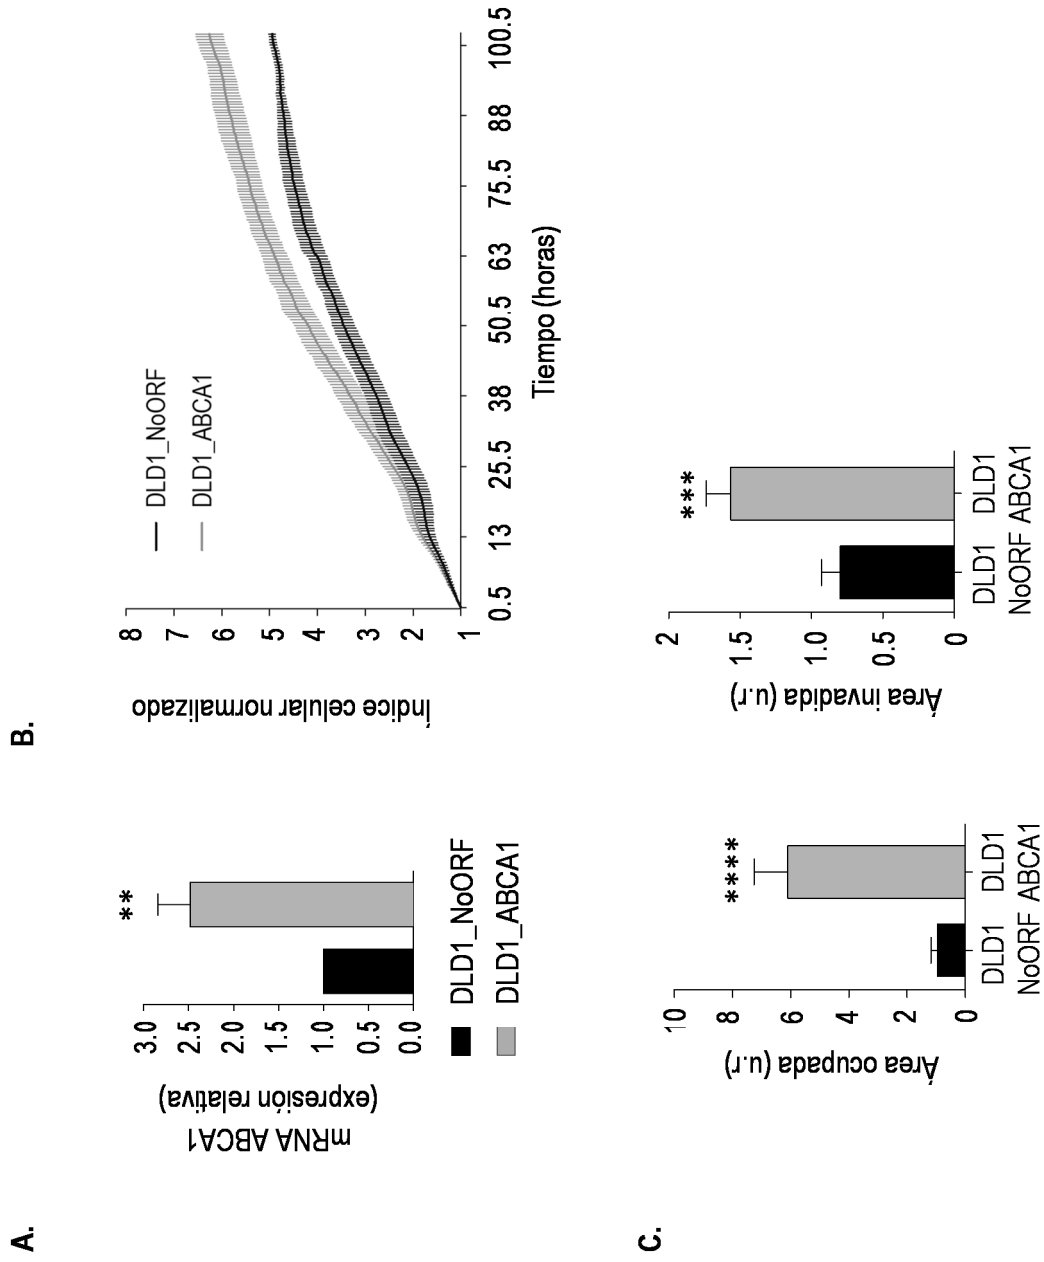 A.
mRNA ABCA1
(expresión relativa)
3.0
2.5
2.0
1.5
1.0
0.5
0.0
**
DLD1_NoORF
DLD1_ABCA1
B.
Índice celular normalizado
8
7
6
5
4
3
2
1
DLD1_NoORF
DLD1_ABCA1
0.5 13 25.5 38 50.5 63 75.5 88 100.5
Tiempo (horas)
C.
Área ocupada (u.r)
10
8
6
4
2
0
****
DLD1 DLD1
NoORF ABCA1
Área invadida (u.r)
2
1.5
1.0
0.5
0
***
DLD1 DLD1
NoORF ABCA1